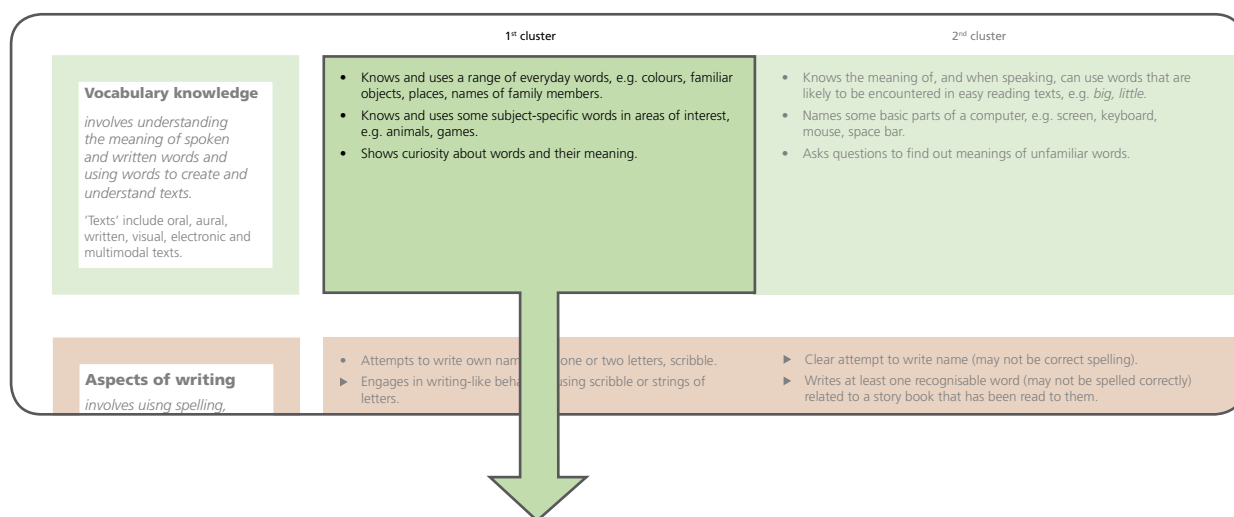 1st cluster
2nd cluster
Vocabulary knowledge
involves understanding
the meaning of spoken
and written words and
using words to create and
understand texts.
'Texts' include oral, aural,
written, visual, electronic and
multimodal texts.
• Knows and uses a range of everyday words, e.g. colours, familiar
objects, places, names of family members.
• Knows and uses some subject-specific words in areas of interest,
e.g. animals, games.
• Shows curiosity about words and their meaning.
• Knows the meaning of, and when speaking, can use words that are
likely to be encountered in easy reading texts, e.g. big, little.
• Names some basic parts of a computer, e.g. screen, keyboard,
mouse, space bar.
• Asks questions to find out meanings of unfamiliar words.
Aspects of writing
involves uisng spelling,
• Attempts to write own one or two letters, scribble.
▶ Engages in writing-like using scribble or strings of
letters.
▶ Clear attempt to write name (may not be correct spelling).
▶ Writes at least one recognisable word (may not be spelled correctly)
related to a story book that has been read to them.